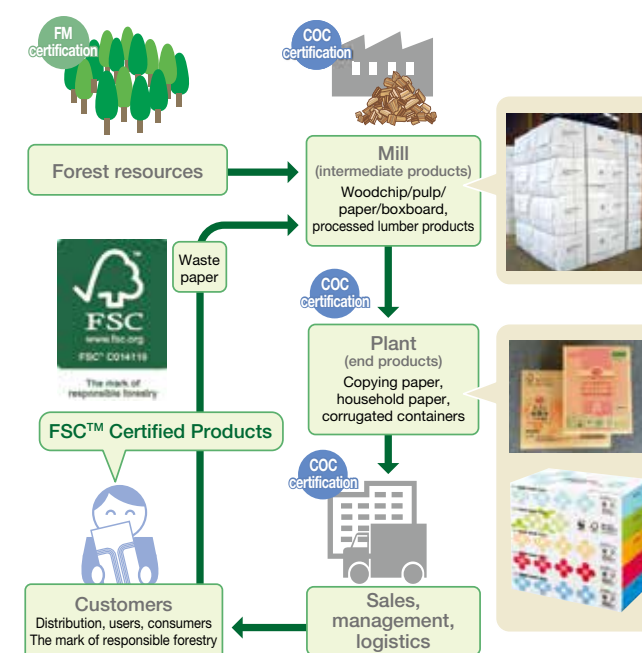 FM
certification
COC
certification
Forest resources
Mill
(intermediate products)
Woodchip/pulp/
paper/boxboard,
processed lumber products
Waste
paper
FSC
www.fsc.org
FSC® C014119
The mark of
responsible forestry
COC
certification
Plant
(end products)
Copying paper,
household paper,
corrugated containers
FSC™ Certified Products
COC
certification
Customers
Distribution, users, consumers
The mark of responsible forestry
Sales,
management,
logistics